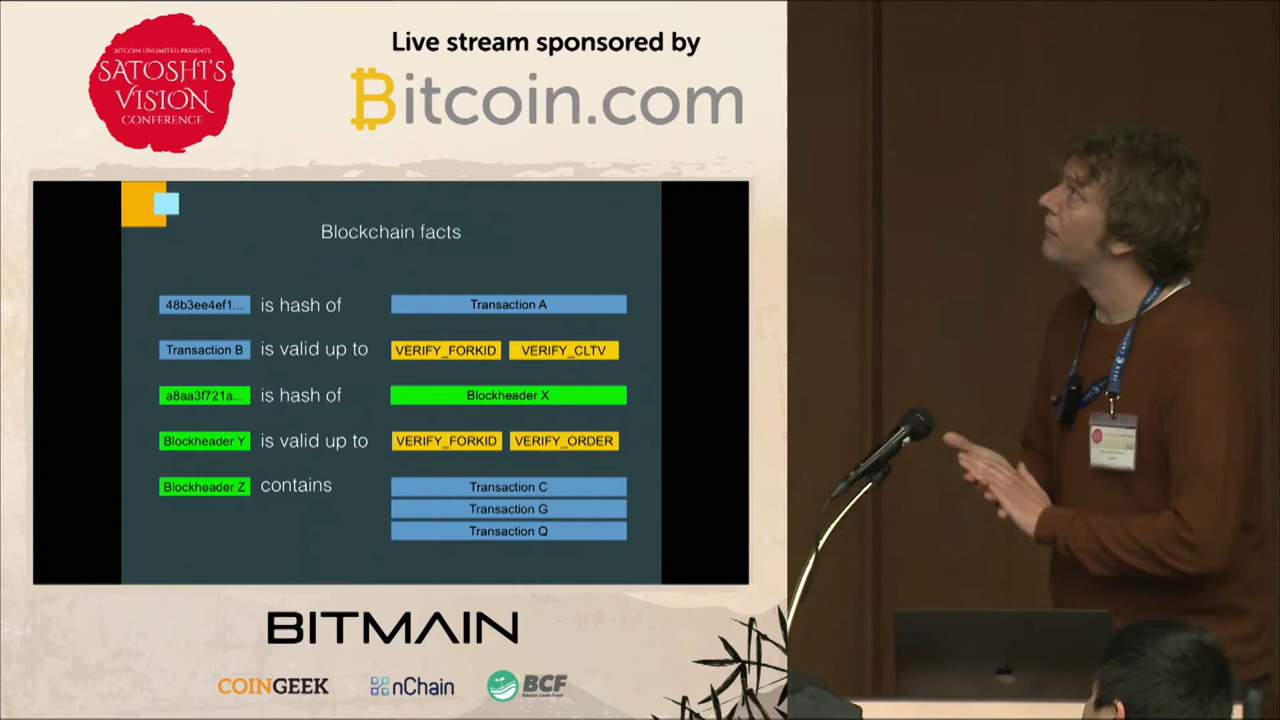 BITCOIN UNLIMITED PRESENTS
SATOSHI'S
VISION
CONFERENCE
Live stream sponsored by
Bitcoin.com
Blockchain facts
48b3ee4ef1... is hash of Transaction A
Transaction B is valid up to VERIFY_FORKID VERIFY_CLTV
a8aa3f721a... is hash of Blockheader X
Blockheader Y is valid up to VERIFY_FORKID VERIFY_ORDER
Blockheader Z contains Transaction C
Transaction G
Transaction Q
BITMAIN
COINGEEK nChain BCF